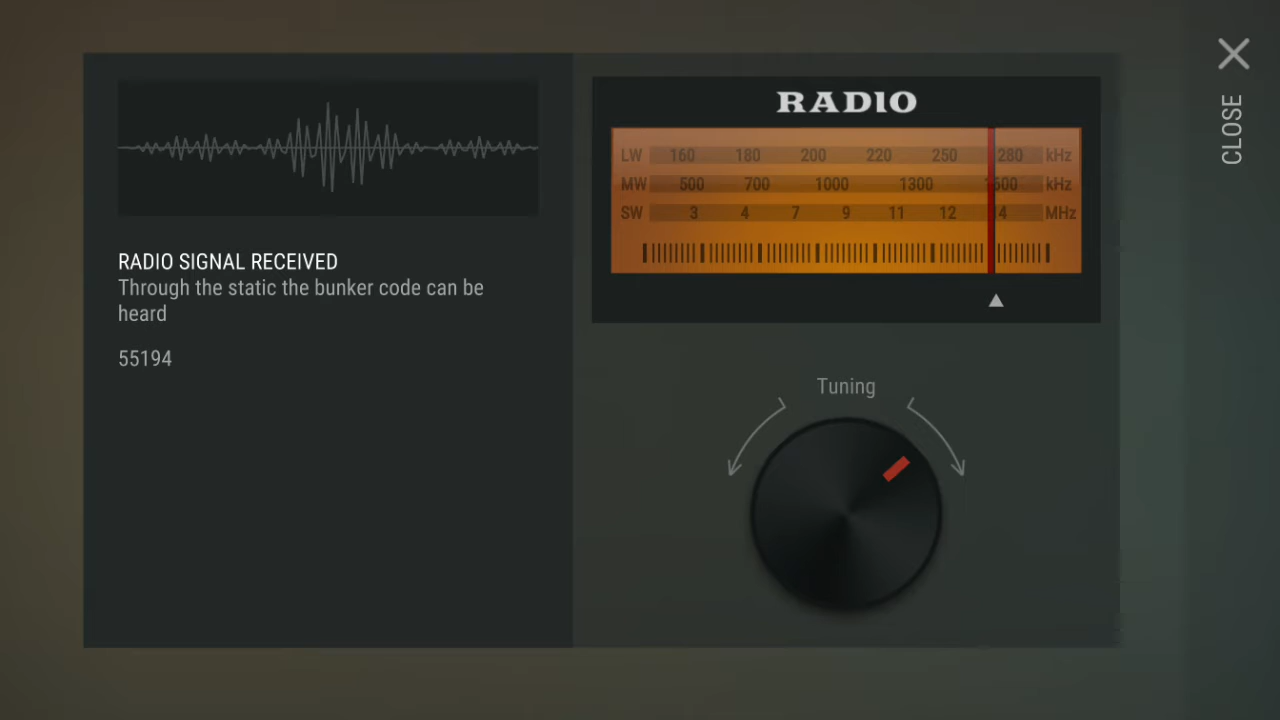 RADIO
LW 160 180 200 220 250 280 kHz
MW 500 700 1000 1300 1600 kHz
SW 3 4 7 9 11 12 4 MHz
RADIO SIGNAL RECEIVED
Through the static the bunker code can be
heard
55194
Tuning
CLOSE